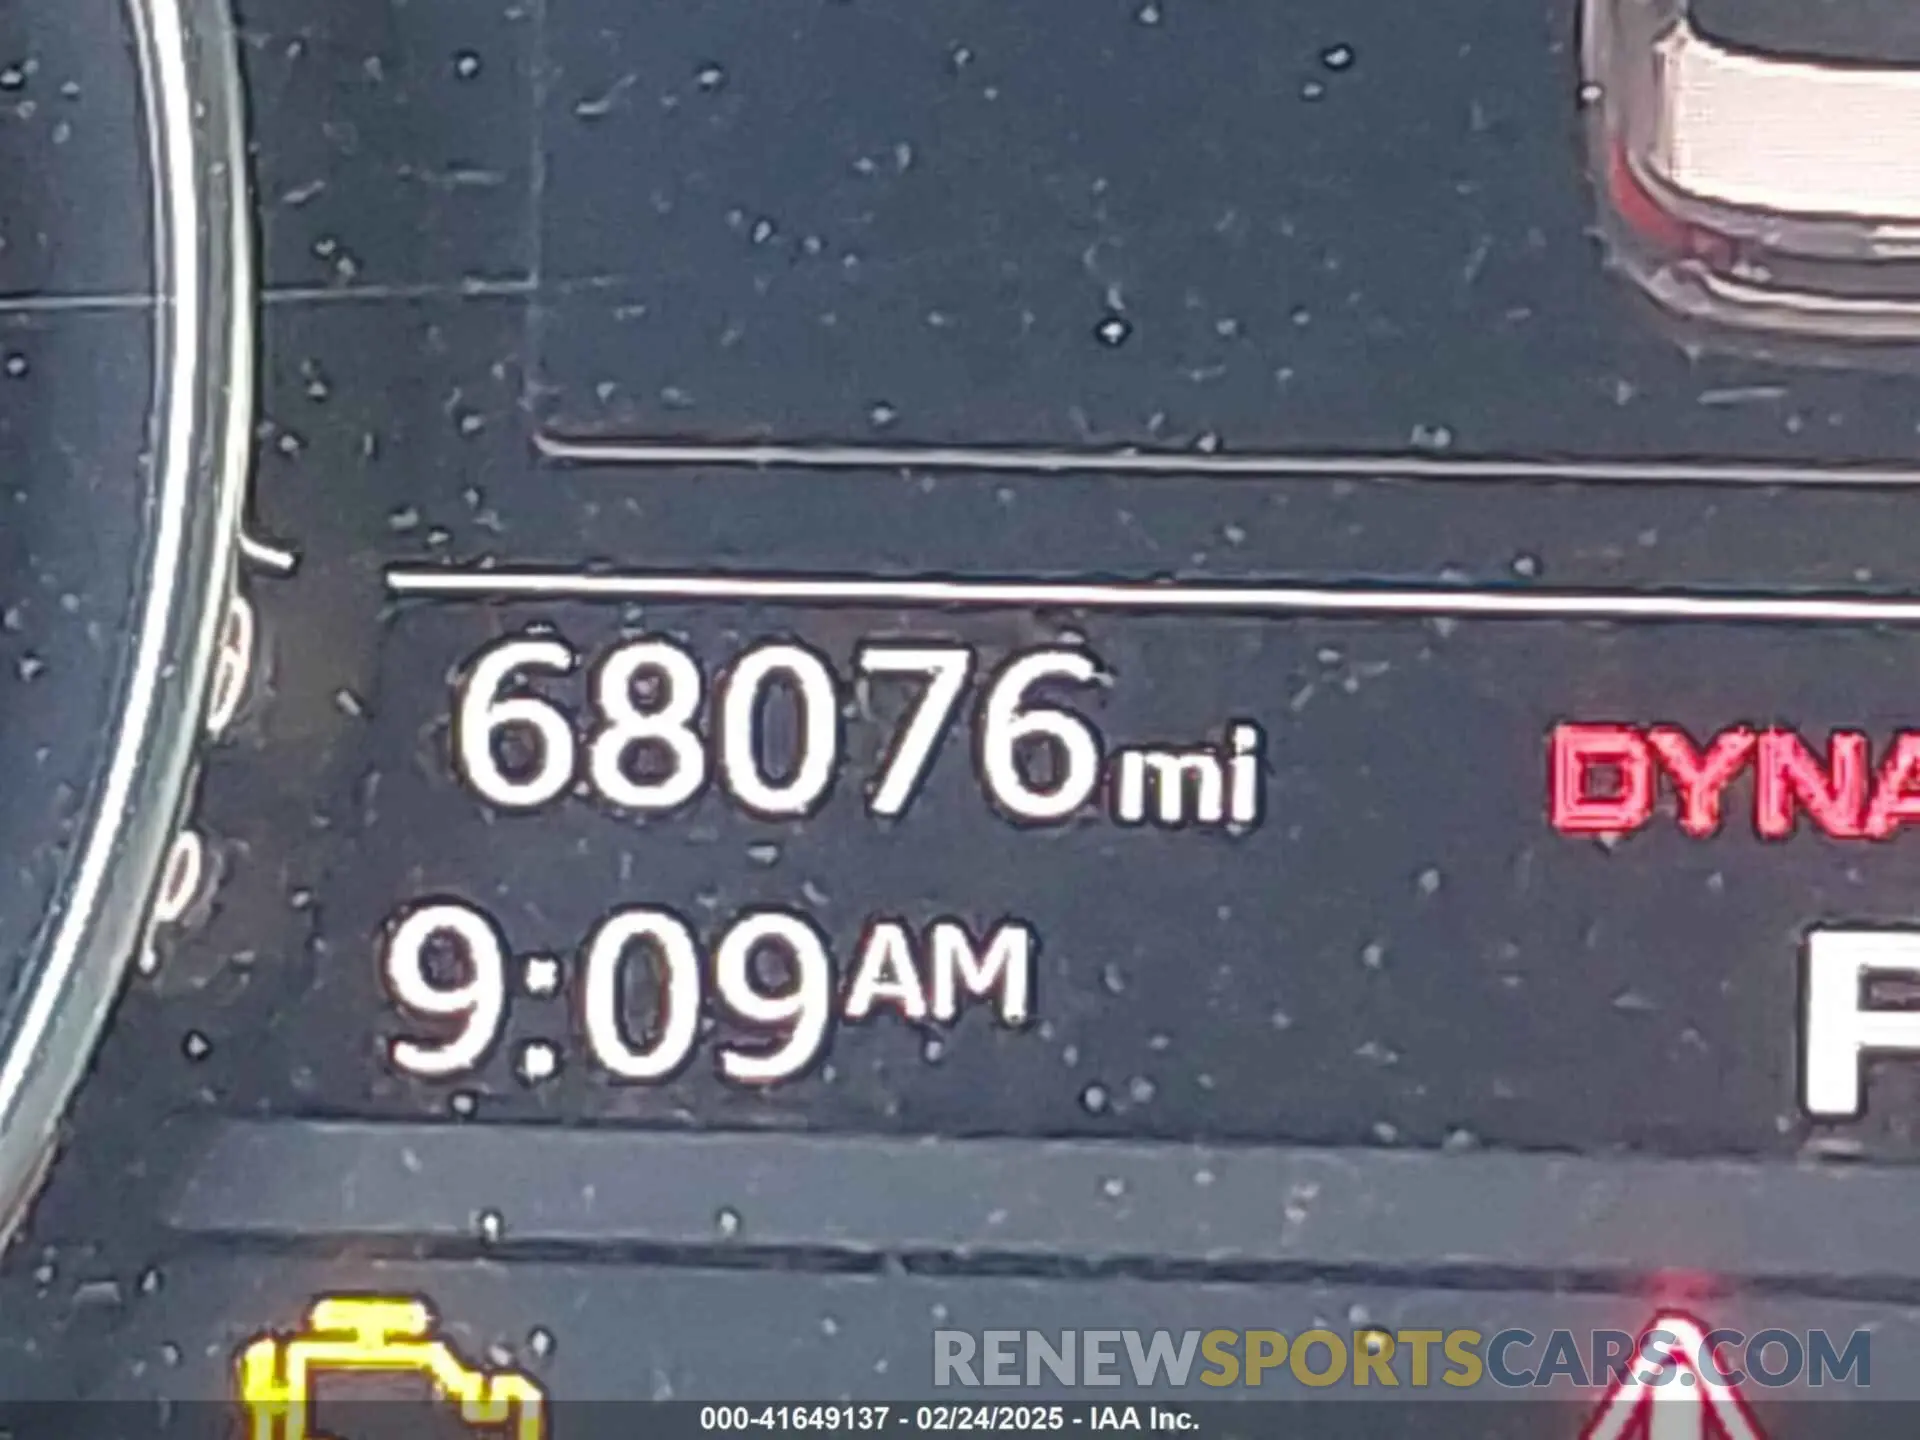 68076mi
DYNA
9:09AM
RENEWSPORTSCARS.COM
000-41649137 - 02/24/2025 - IAA Inc.